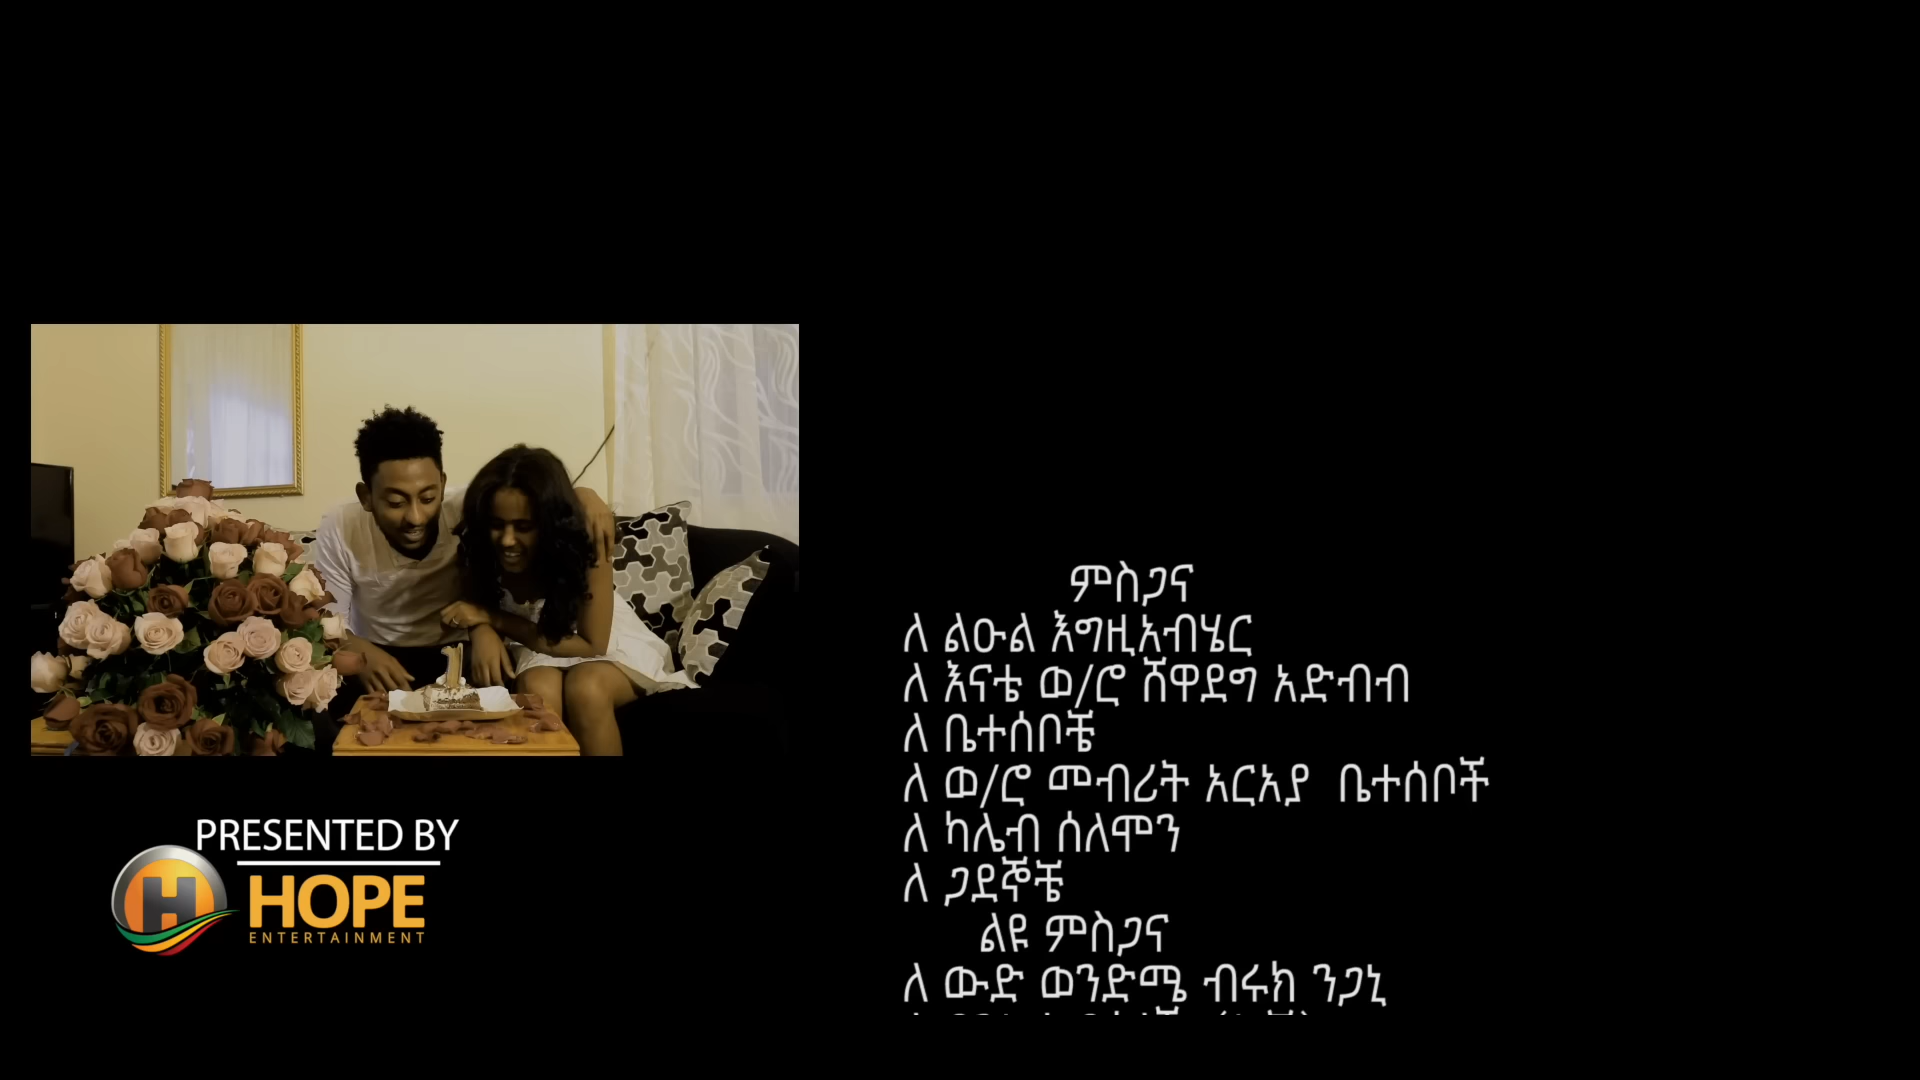 ምስጋና
ለ ልዑል እግዚአብሄር
ለ እናቴ ወ/ሮ ሸዋደግ አድብብ
ለ ቤተሰቦቼ
ለ ወ/ሮ መብሪት አርአያ ቤተሰቦች
ለ ካሌብ ሰለሞን
ለ ጋደኞቼ
ልዩ ምስጋና
ለ ውድ ወንድሜ ብሩክ ንጋኒ
PRESENTED BY
H HOPE
ENTERTAINMENT